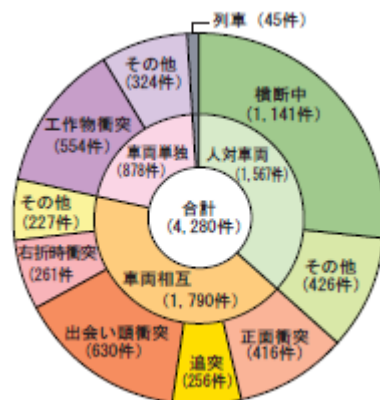 列車 (45件)
横断中
(1,141件)
その他
(426件)
正面衝突
(416件)
追突
(256件)
出会い頭衝突
(630件)
右折時衝突
(261件
その他
(227件)
工作物衝突
(554件)
その他
(324件)
人対車両
(1,567件)
車両相互
(1,790件)
車両単独
(878件)
合計
(4,280件)